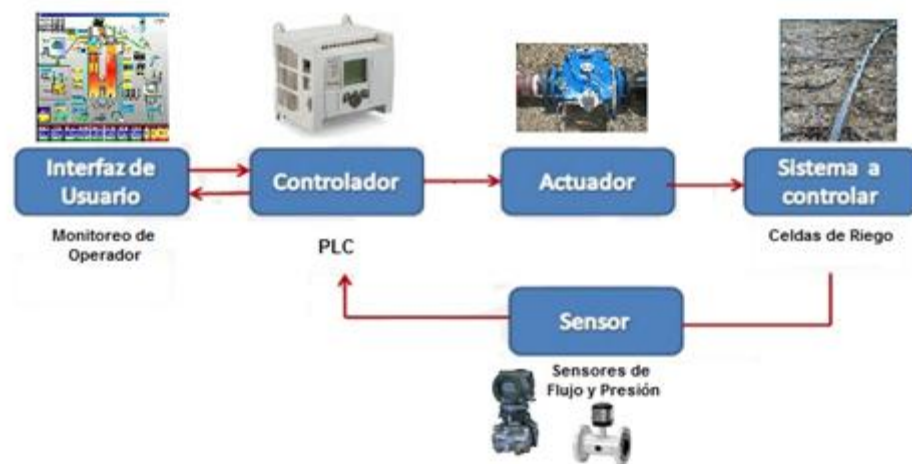 Interfaz de
Usuario
Controlador
Actuador
Sistema a
controlar
Monitoreo de
Operador
PLC
Celdas de Riego
Sensor
Sensores de
Flujo y Presión